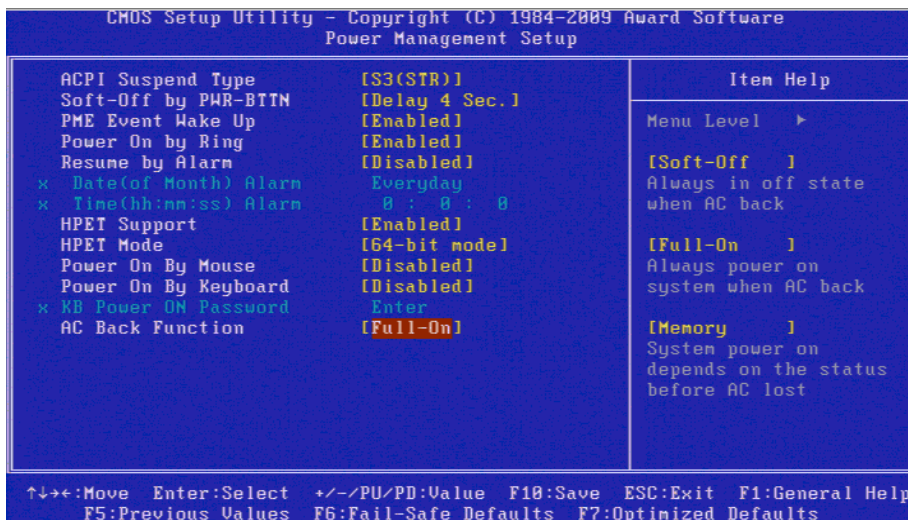 CMOS Setup Utility - Copyright (C) 1984-2009 Award Software
Power Management Setup
ACPI Suspend Type [S3(STR)]
Soft-Off by PWR-BTTN [Delay 4 Sec.]
PME Event Wake Up [Enabled]
Power On by Ring [Enabled]
Resume by Alarm [Disabled]
x Date(of Month) Alarm Everyday
x Time(hh:mm:ss) Alarm 0 : 0 : 0
HPET Support [Enabled]
HPET Mode [64-bit mode]
Power On By Mouse [Disabled]
Power On By Keyboard [Disabled]
x KB Power ON Password Enter
AC Back Function [Full-On]
Item Help
Menu Level ►
[Soft-Off ]
Always in off state
when AC back
[Full-On ]
Always power on
system when AC back
[Memory ]
System power on
depends on the status
before AC lost
↑↓→←:Move Enter:Select +/-/PU/PD:Value F10:Save ESC:Exit F1:General Help
F5:Previous Values F6:Fail-Safe Defaults F7:Optimized Defaults